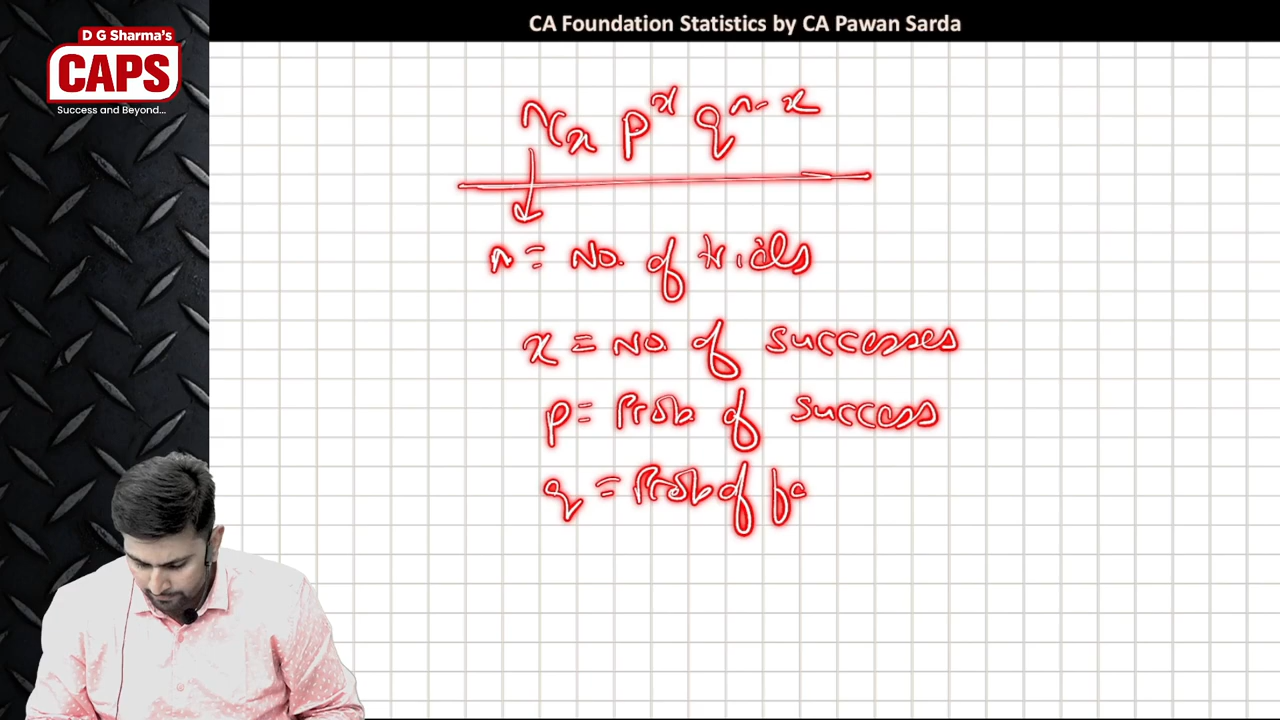 CA Foundation Statistics by CA Pawan Sarda
D G Sharma's
CAPS
Success and Beyond...
ⁿCₓ pˣ qⁿ⁻ˣ
n = No. of trials
x = No. of successes
p = Prob of success
q = Prob of fa